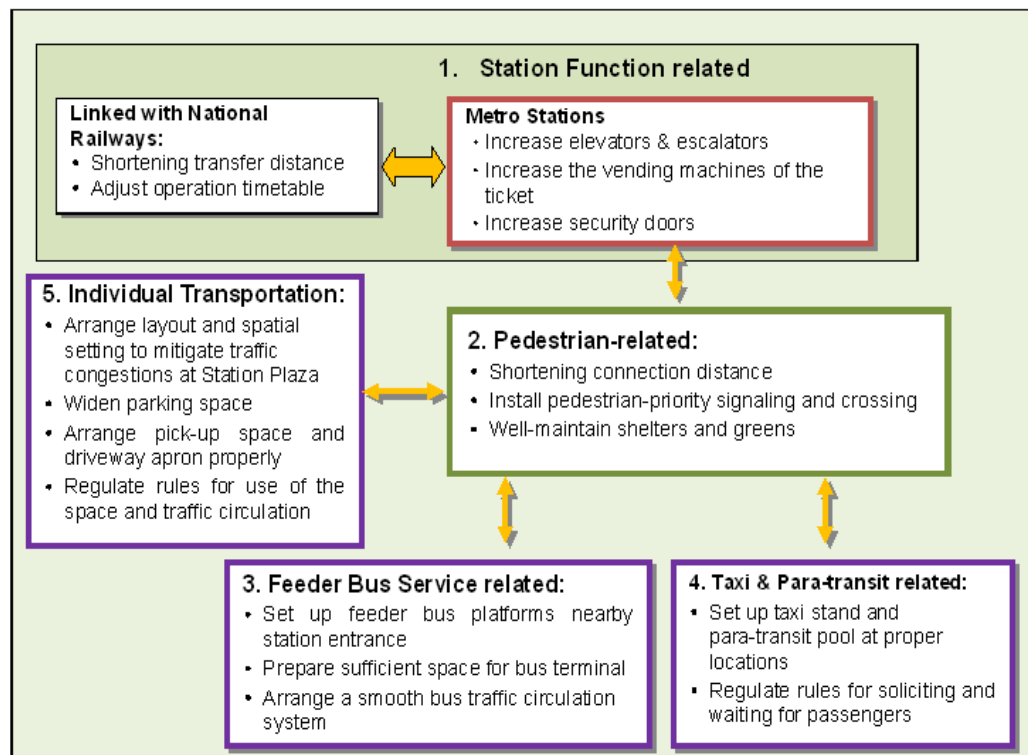 1. Station Function related
Linked with National
Railways:
• Shortening transfer distance
• Adjust operation timetable
Metro Stations
・Increase elevators & escalators
・Increase the vending machines of the
ticket
・Increase security doors
5. Individual Transportation:
• Arrange layout and spatial
setting to mitigate traffic
congestions at Station Plaza
• Widen parking space
• Arrange pick-up space and
driveway apron properly
• Regulate rules for use of the
space and traffic circulation
2. Pedestrian-related:
• Shortening connection distance
• Install pedestrian-priority signaling and crossing
▪ Well-maintain shelters and greens
3. Feeder Bus Service related:
• Set up feeder bus platforms nearby
station entrance
• Prepare sufficient space for bus terminal
• Arrange a smooth bus traffic circulation
system
4. Taxi & Para-transit related:
• Set up taxi stand and
para-transit pool at proper
locations
• Regulate rules for soliciting and
waiting for passengers